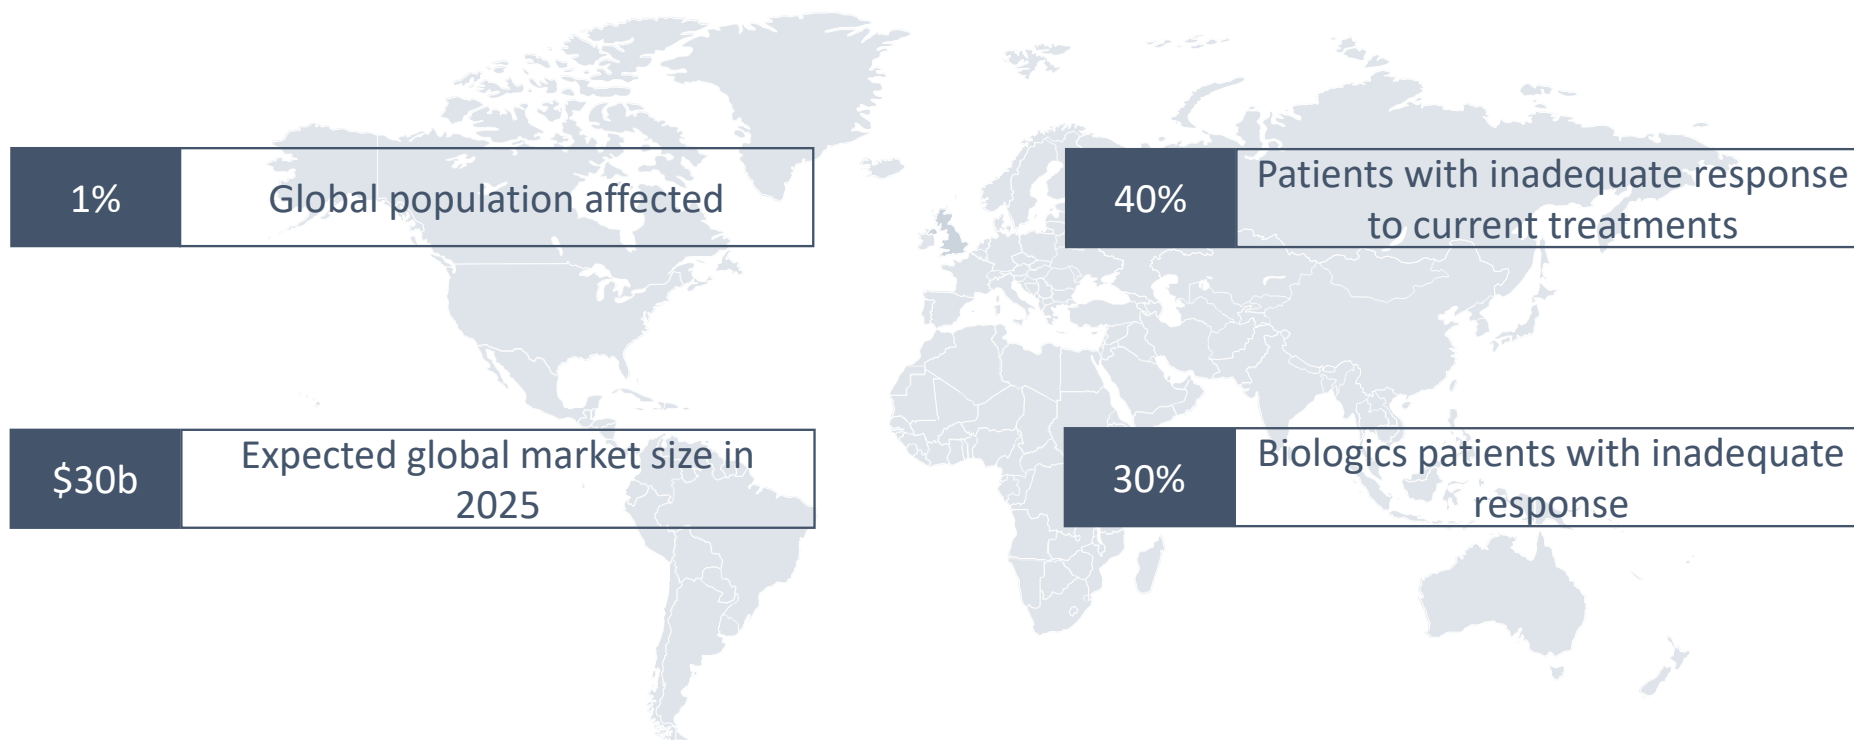 1%
Global population affected
40%
Patients with inadequate response
to current treatments
$30b
Expected global market size in
2025
30%
Biologics patients with inadequate
response